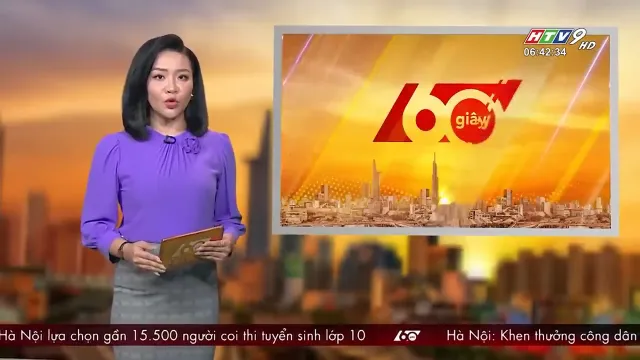 HTV9 HD
06:42:34
60 giây
Hà Nội lựa chọn gần 15.500 người coi thi tuyển sinh lớp 10 60 Hà Nội: Khen thưởng công dân